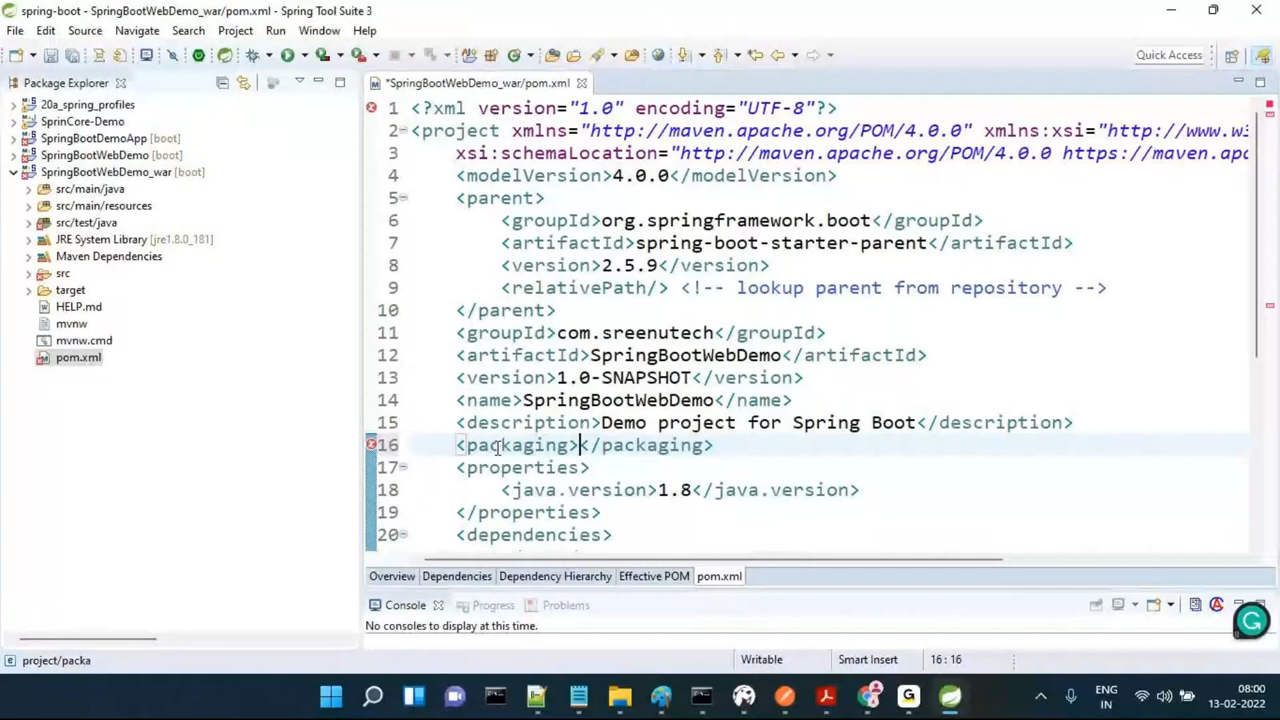 spring-boot - SpringBootWebDemo_war/pom.xml - Spring Tool Suite 3
File Edit Source Navigate Search Project Run Window Help
Quick Access
Package Explorer
20a_spring_profiles
SprinCore-Demo
SpringBootDemoApp [boot]
SpringBootWebDemo [boot]
SpringBootWebDemo_war [boot]
src/main/java
src/main/resources
src/test/java
JRE System Library [jre1.8.0_181]
Maven Dependencies
src
target
HELP.md
mvnw
mvnw.cmd
pom.xml
*SpringBootWebDemo_war/pom.xml
1 <?xml version="1.0" encoding="UTF-8"?>
2 <project xmlns="http://maven.apache.org/POM/4.0.0" xmlns:xsi="http://www.w3
3 xsi:schemaLocation="http://maven.apache.org/POM/4.0.0 https://maven.apa
4 <modelVersion>4.0.0</modelVersion>
5 <parent>
6 <groupId>org.springframework.boot</groupId>
7 <artifactId>spring-boot-starter-parent</artifactId>
8 <version>2.5.9</version>
9 <relativePath/> <!-- lookup parent from repository -->
10 </parent>
11 <groupId>com.sreenutech</groupId>
12 <artifactId>SpringBootWebDemo</artifactId>
13 <version>1.0-SNAPSHOT</version>
14 <name>SpringBootWebDemo</name>
15 <description>Demo project for Spring Boot</description>
16 <packaging></packaging>
17 <properties>
18 <java.version>1.8</java.version>
19 </properties>
20 <dependencies>
Overview Dependencies Dependency Hierarchy Effective POM pom.xml
Console Progress Problems
No consoles to display at this time.
project/packa
Writable Smart Insert 16 : 16
ENG
IN
08:00
13-02-2022